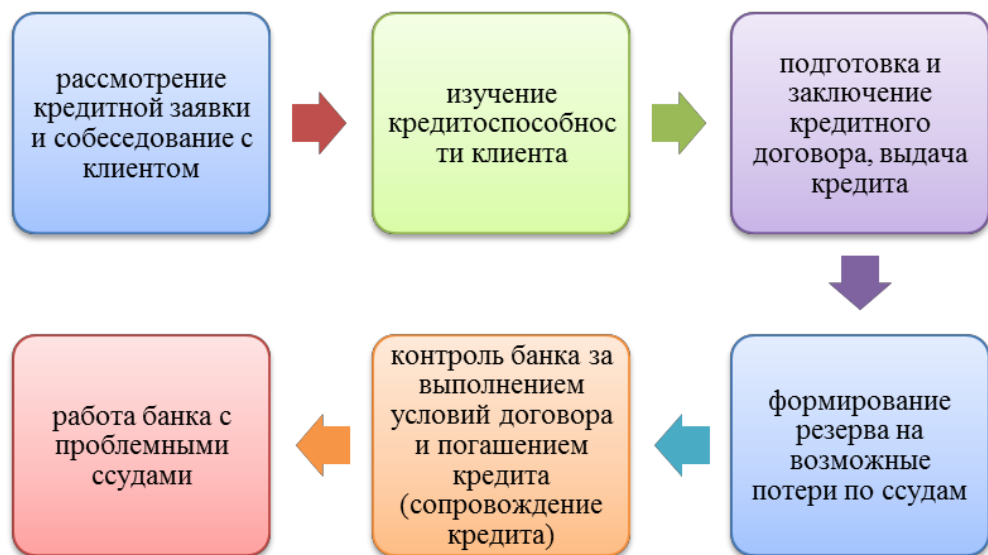 рассмотрение
кредитной заявки
и собеседование с
клиентом
изучение
кредитоспособнос
ти клиента
подготовка и
заключение
кредитного
договора, выдача
кредита
формирование
резерва на
возможные
потери по ссудам
контроль банка за
выполнением
условий договора
и погашением
кредита
(сопровождение
кредита)
работа банка с
проблемными
ссудами